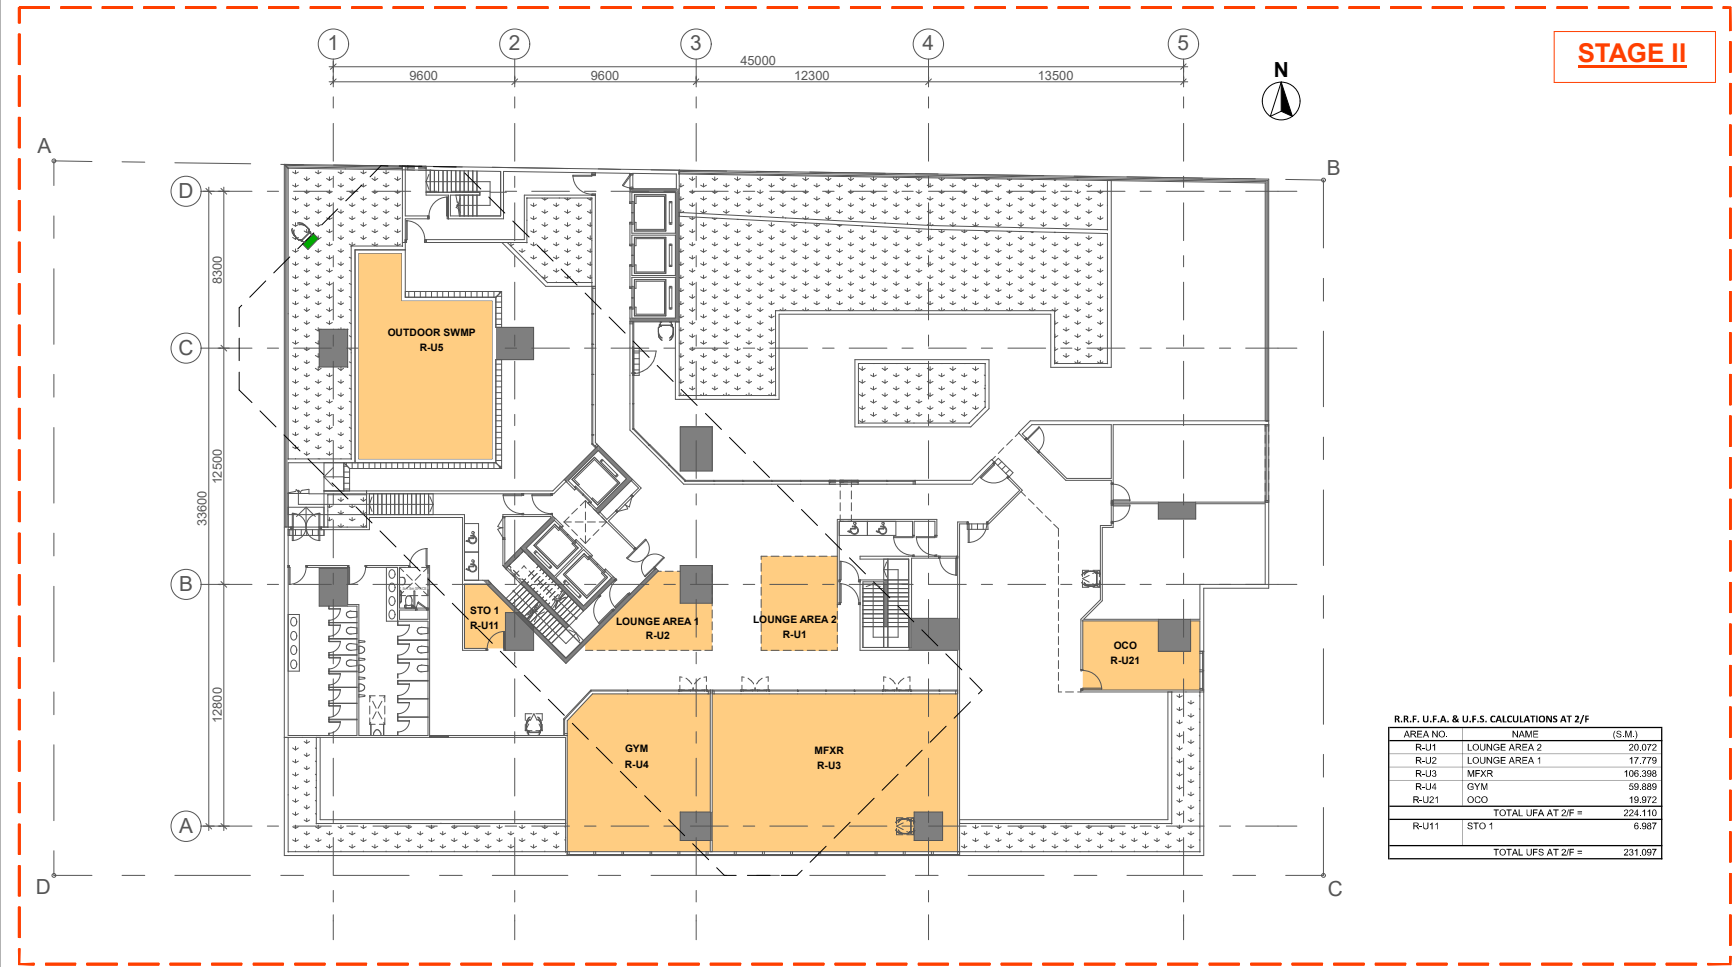 STAGE II
1
2
3
4
5
45000
9600
9600
12300
13500
N
A
B
D
C
B
A
8300
12500
33600
12800
OUTDOOR SWMP
R-U5
STO 1
R-U11
LOUNGE AREA 1
R-U2
LOUNGE AREA 2
R-U1
OCO
R-U21
GYM
R-U4
MFXR
R-U3
D
C
R.R.F. U.F.A. & U.F.S. CALCULATIONS AT 2/F
AREA NO. NAME (S.M.)
R-U1 LOUNGE AREA 2 20.072
R-U2 LOUNGE AREA 1 17.779
R-U3 MFXR 106.398
R-U4 GYM 59.889
R-U21 OCO 19.972
TOTAL UFA AT 2/F = 224.110
R-U11 STO 1 6.987
TOTAL UFS AT 2/F = 231.097